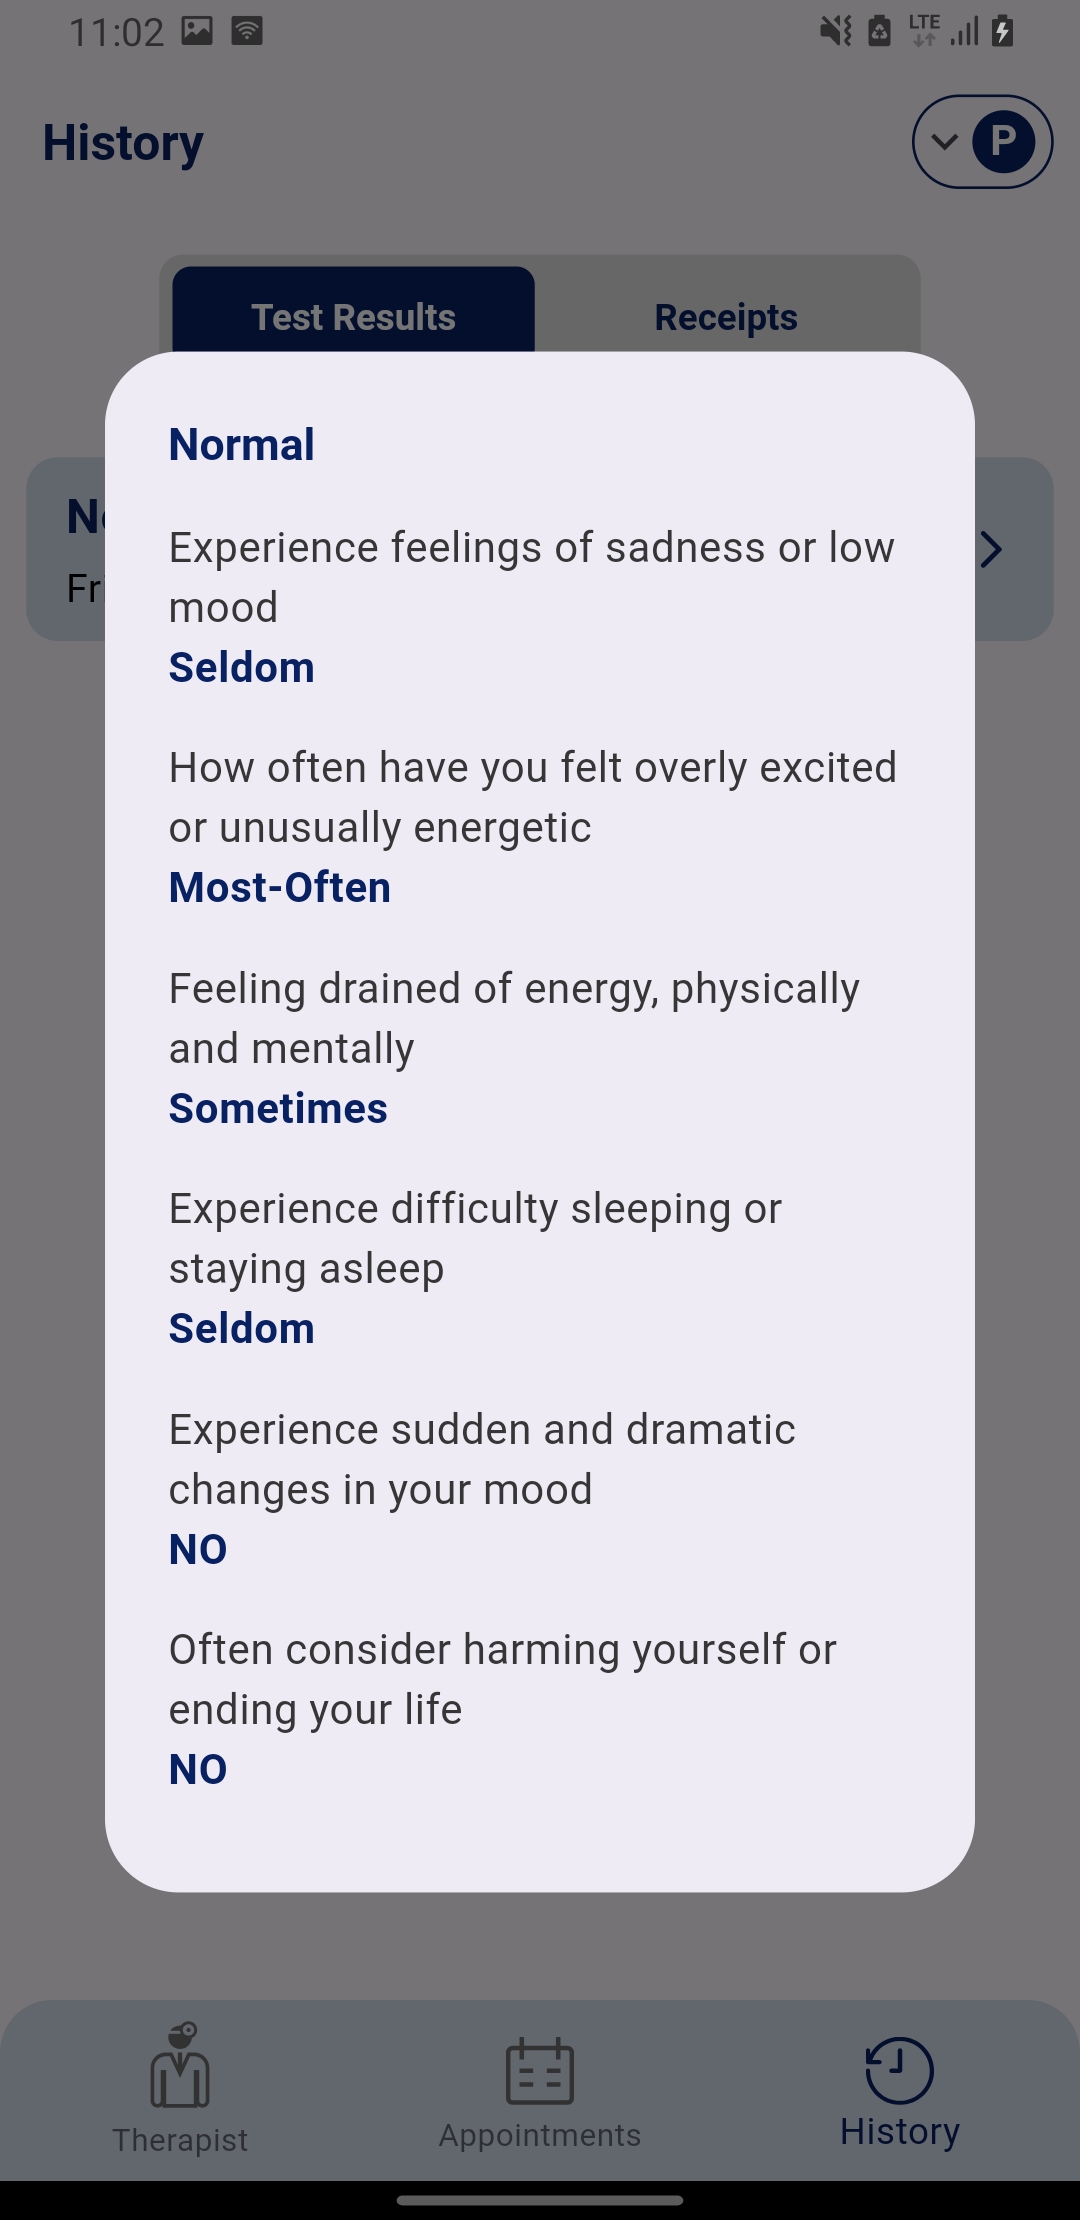 11:02
LTE
History
P
Test Results
Receipts
Normal
Experience feelings of sadness or low
mood
Seldom
How often have you felt overly excited
or unusually energetic
Most-Often
Feeling drained of energy, physically
and mentally
Sometimes
Experience difficulty sleeping or
staying asleep
Seldom
Experience sudden and dramatic
changes in your mood
NO
Often consider harming yourself or
ending your life
NO
Therapist
Appointments
History